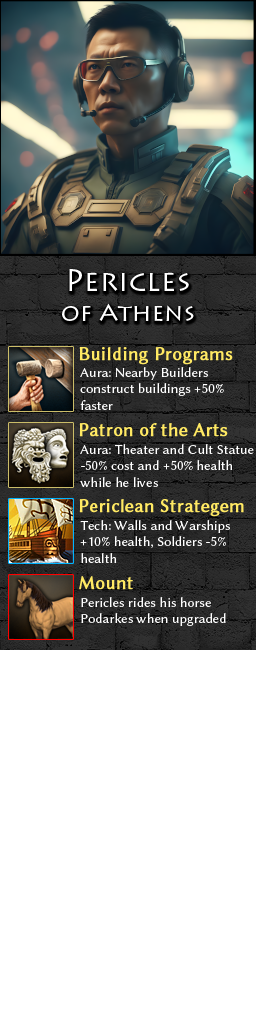 Pericles
of Athens
Building Programs
Aura: Nearby Builders
construct buildings +50%
faster
Patron of the Arts
Aura: Theater and Cult Statue
-50% cost and +50% health
while he lives
Periclean Strategem
Tech: Walls and Warships
+10% health, Soldiers -5%
health
Mount
Pericles rides his horse
Podarkes when upgraded